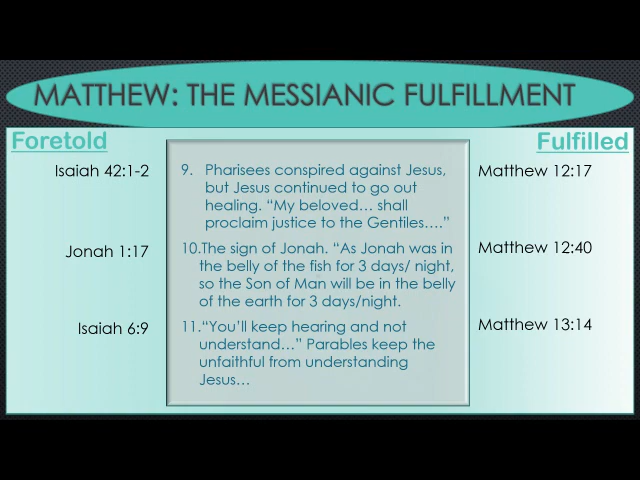 MATTHEW: THE MESSIANIC FULFILLMENT
Foretold
Fulfilled
Isaiah 42:1-2
9. Pharisees conspired against Jesus,
but Jesus continued to go out
healing. “My beloved… shall
proclaim justice to the Gentiles….”
Matthew 12:17
Jonah 1:17
10.The sign of Jonah. “As Jonah was in
the belly of the fish for 3 days/ night,
so the Son of Man will be in the belly
of the earth for 3 days/night.
Matthew 12:40
Isaiah 6:9
11.“You’ll keep hearing and not
understand…” Parables keep the
unfaithful from understanding
Jesus…
Matthew 13:14